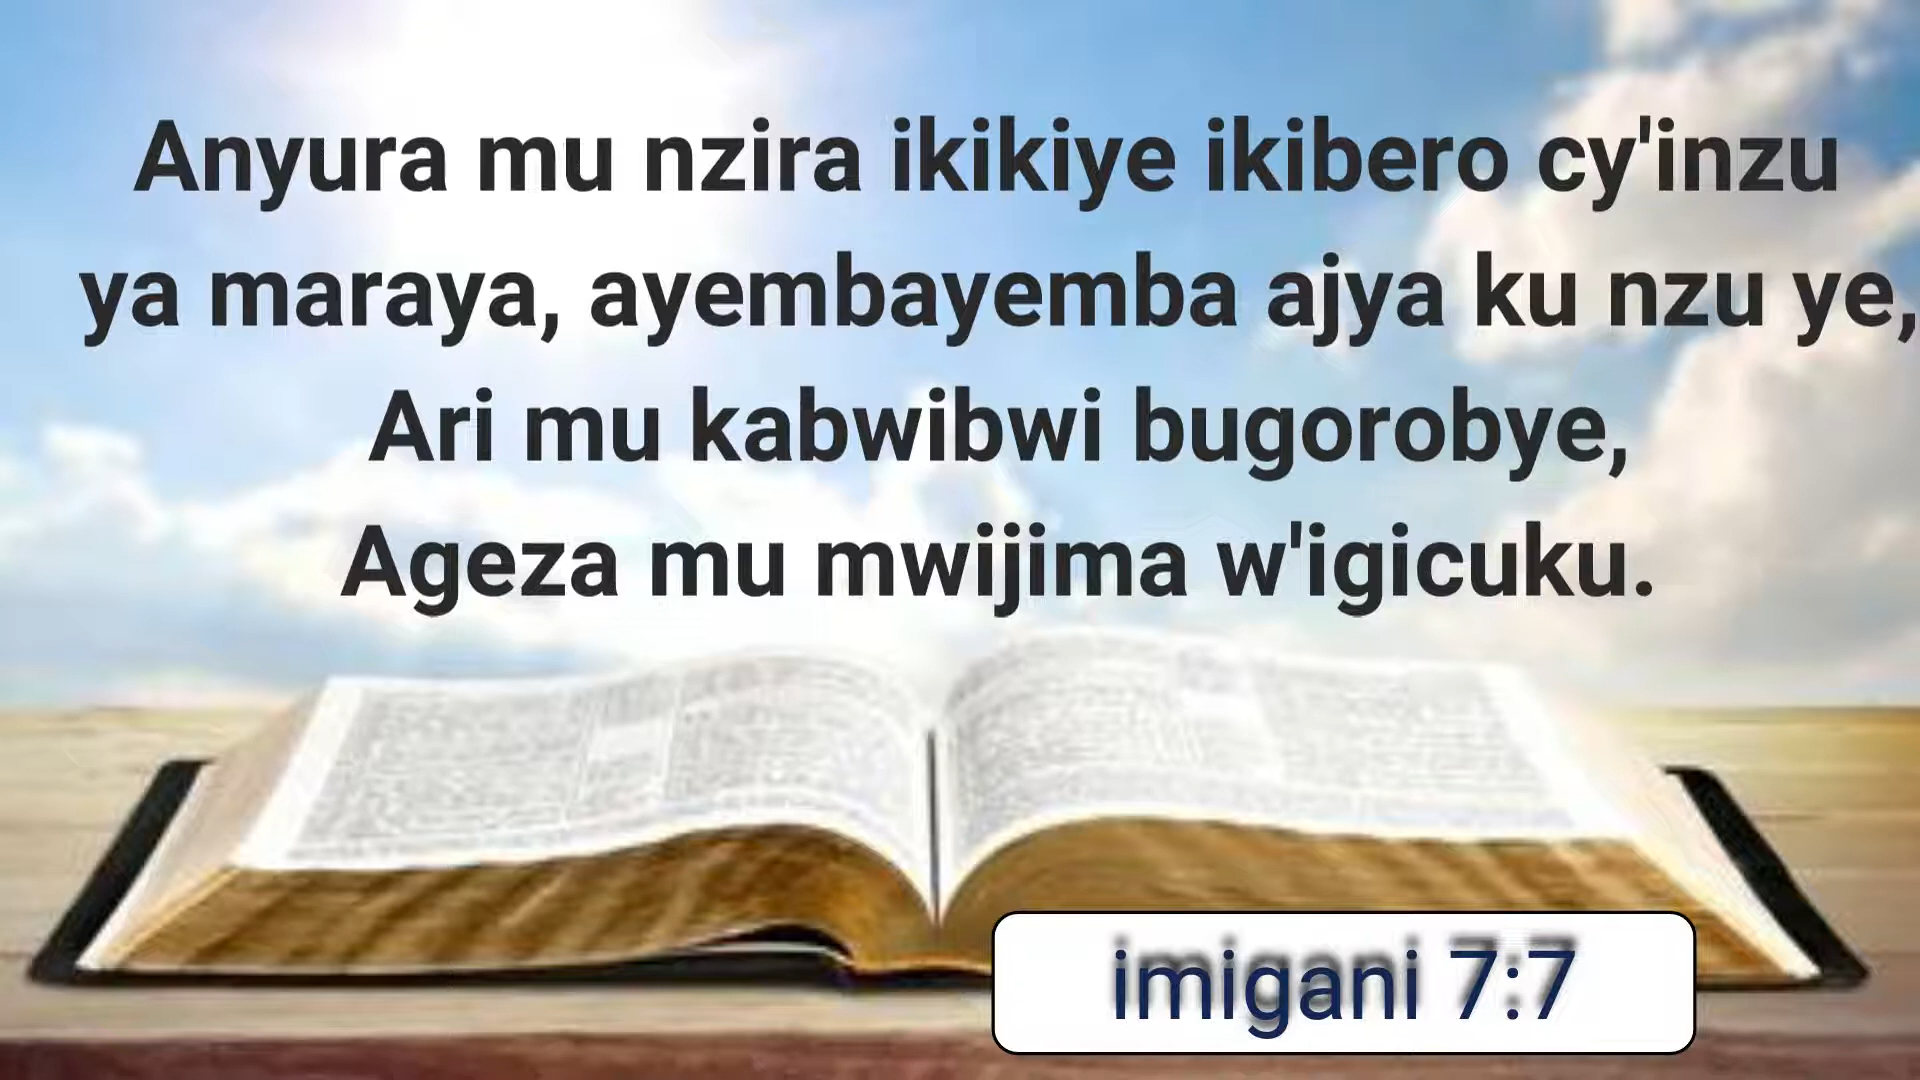 Anyura mu nzira ikikiye ikibero cy'inzu
ya maraya, ayembayemba ajya ku nzu ye,
Ari mu kabwibwi bugorobye,
Ageza mu mwijima w'igicuku.
imigani 7:7